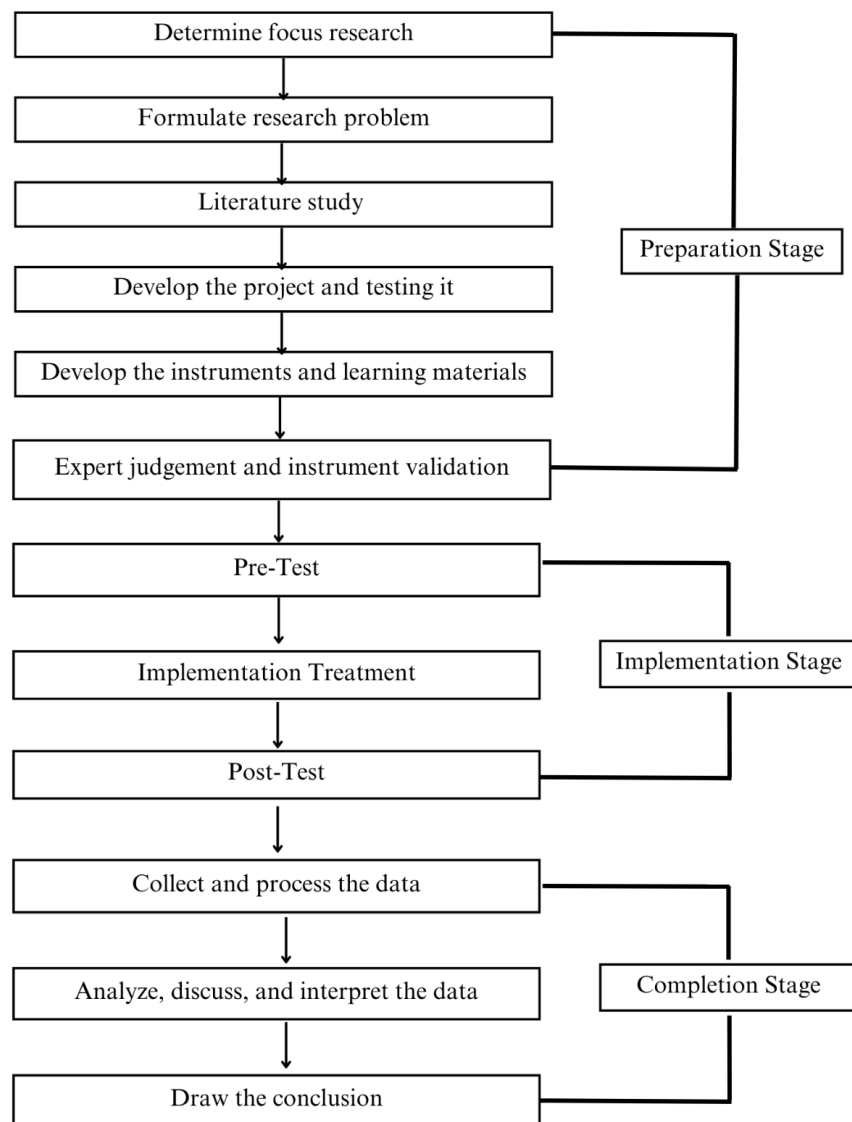 Determine focus research
Formulate research problem
Literature study
Preparation Stage
Develop the project and testing it
Develop the instruments and learning materials
Expert judgement and instrument validation
Pre-Test
Implementation Treatment
Implementation Stage
Post-Test
Collect and process the data
Analyze, discuss, and interpret the data
Completion Stage
Draw the conclusion